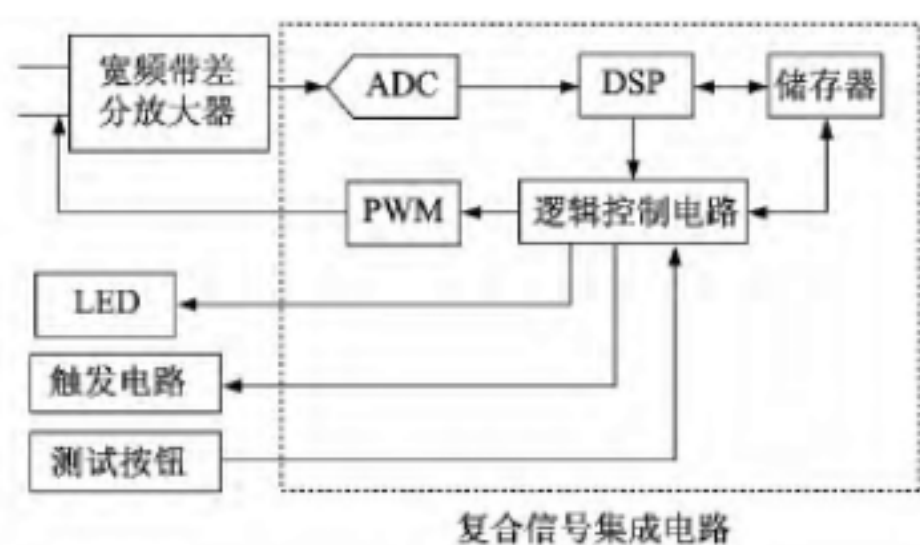 宽频带差
分放大器
ADC
DSP
储存器
PWM
逻辑控制电路
LED
触发电路
测试按钮
复合信号集成电路